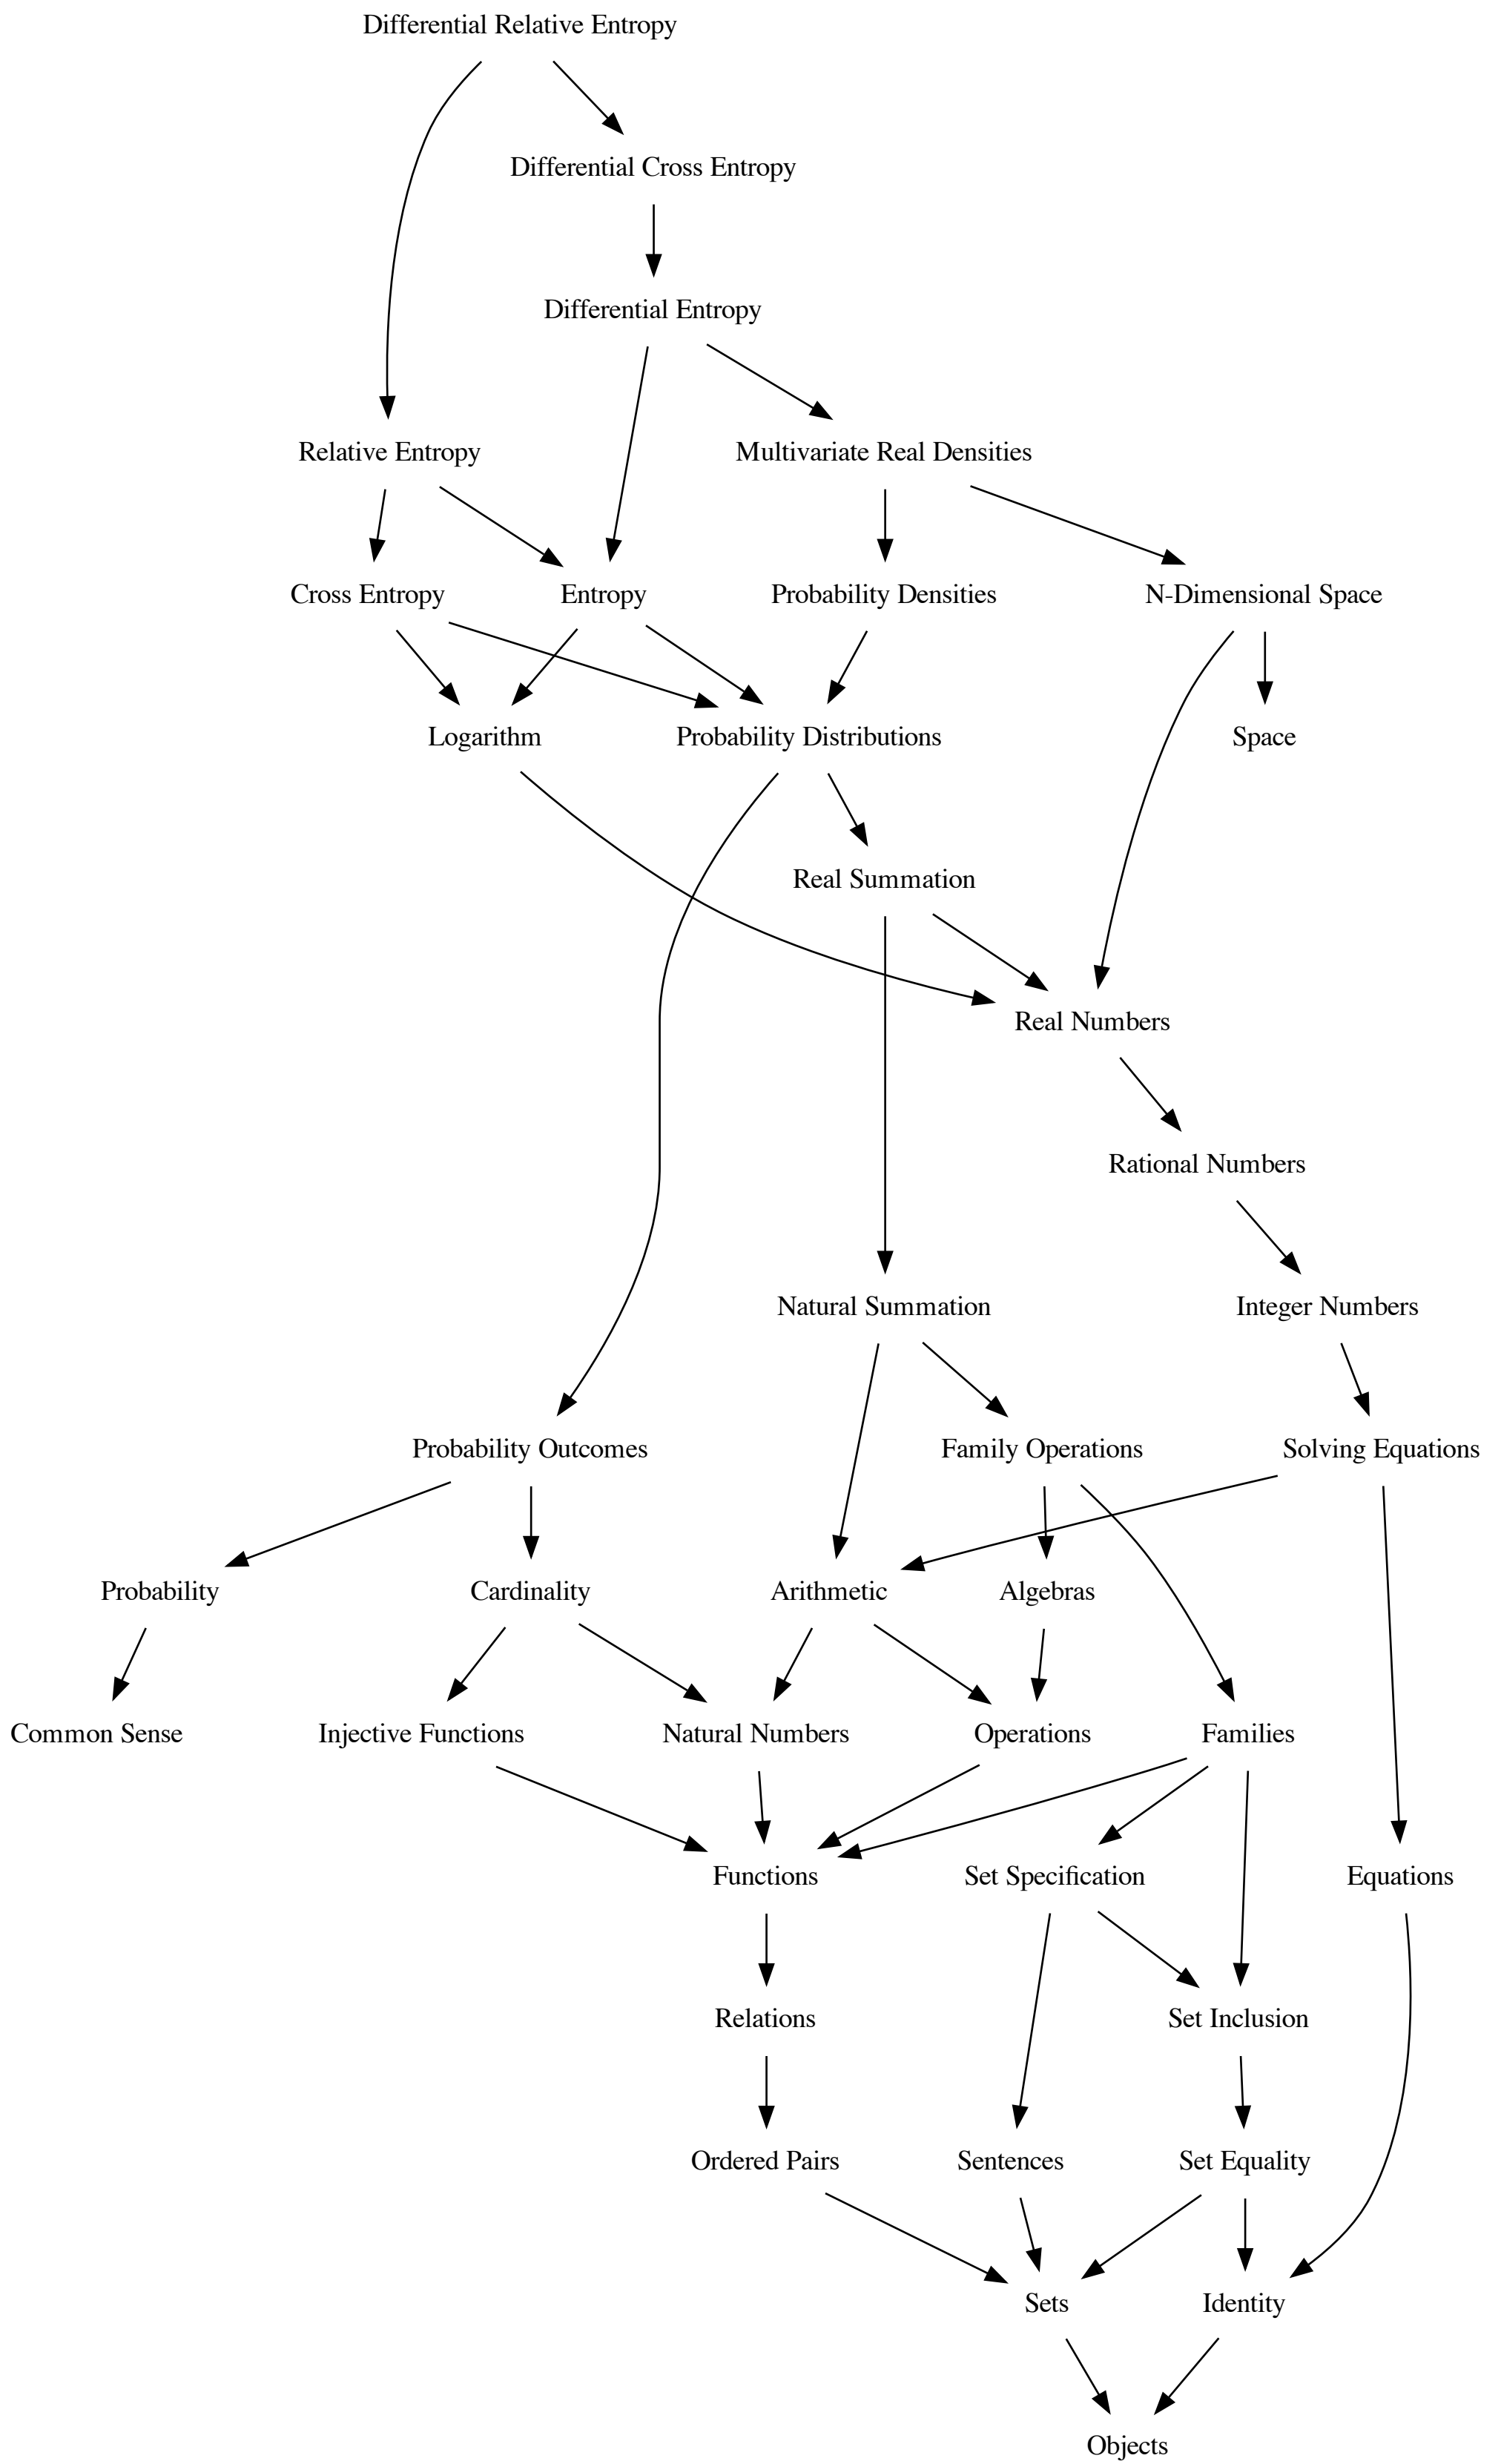 Differential Relative Entropy
Differential Cross Entropy
Differential Entropy
Relative Entropy
Multivariate Real Densities
Cross Entropy
Entropy
Probability Densities
N-Dimensional Space
Logarithm
Probability Distributions
Space
Real Summation
Real Numbers
Rational Numbers
Natural Summation
Integer Numbers
Probability Outcomes
Family Operations
Solving Equations
Probability
Cardinality
Arithmetic
Algebras
Common Sense
Injective Functions
Natural Numbers
Operations
Families
Functions
Set Specification
Equations
Relations
Set Inclusion
Ordered Pairs
Sentences
Set Equality
Sets
Identity
Objects